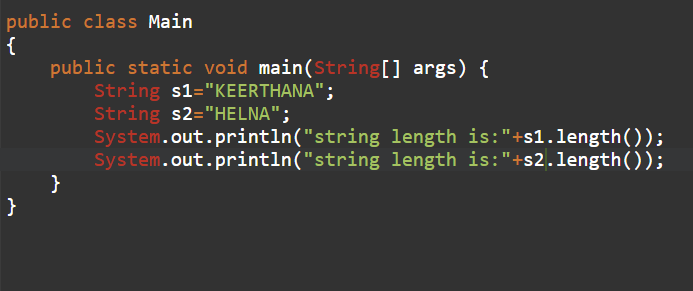 public class Main
{
    public static void main(String[] args) {
        String s1="KEERTHANA";
        String s2="HELNA";
        System.out.println("string length is:"+s1.length());
        System.out.println("string length is:"+s2.length());
    }
}